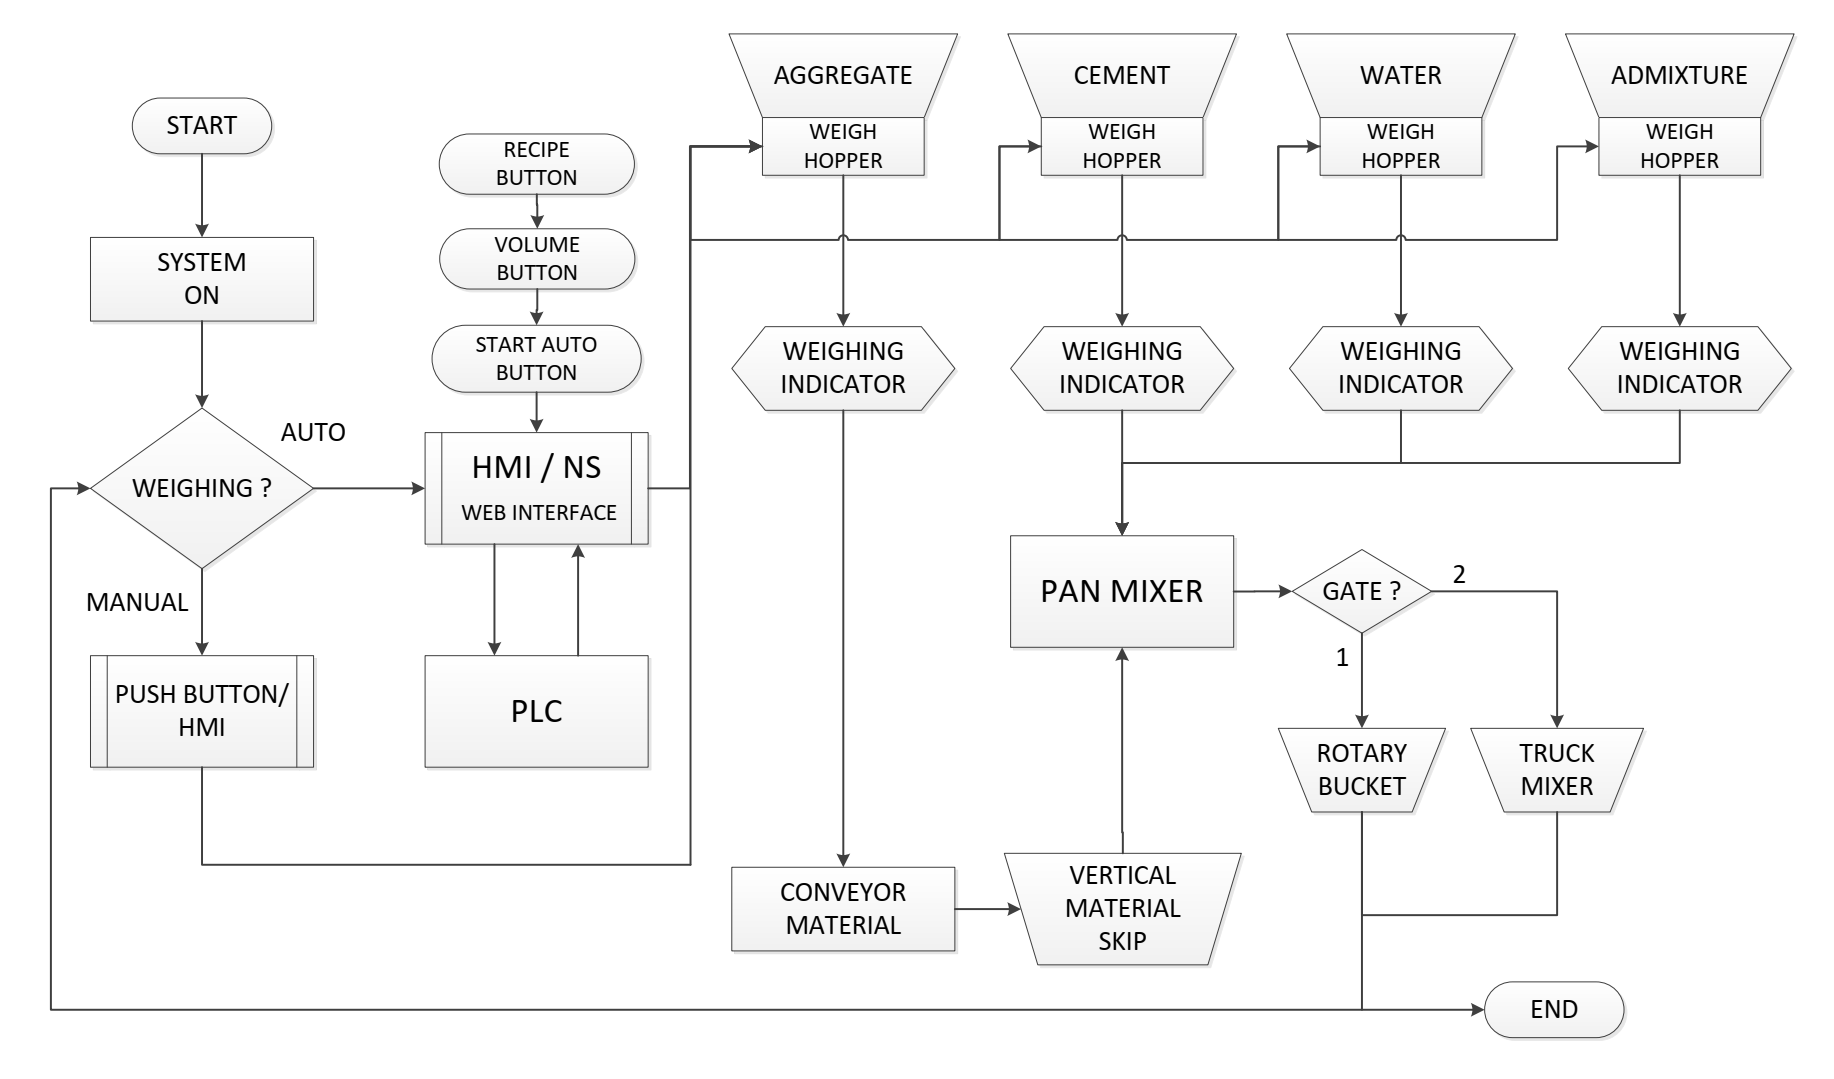 START
SYSTEM
ON
WEIGHING ?
AUTO
MANUAL
PUSH BUTTON/
HMI
RECIPE
BUTTON
VOLUME
BUTTON
START AUTO
BUTTON
HMI / NS
WEB INTERFACE
PLC
AGGREGATE
WEIGH
HOPPER
CEMENT
WEIGH
HOPPER
WATER
WEIGH
HOPPER
ADMIXTURE
WEIGH
HOPPER
WEIGHING
INDICATOR
WEIGHING
INDICATOR
WEIGHING
INDICATOR
WEIGHING
INDICATOR
CONVEYOR
MATERIAL
VERTICAL
MATERIAL
SKIP
PAN MIXER
GATE ?
1
2
ROTARY
BUCKET
TRUCK
MIXER
END